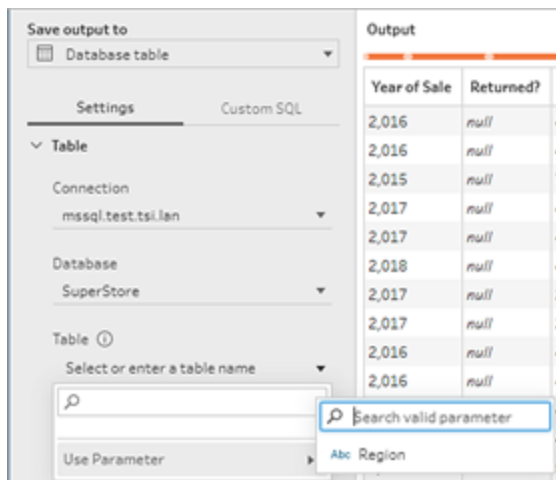 Save output to
Database table
Settings
Custom SQL
Table
Connection
mssql.test.tsi.lan
Database
SuperStore
Table
Select or enter a table name
Use Parameter
Search valid parameter
Abc Region
Output
Year of Sale Returned?
2,016 null
2,016 null
2,015 null
2,017 null
2,017 null
2,018 null
2,017 null
2,017 null
2,016 null
2,016 null